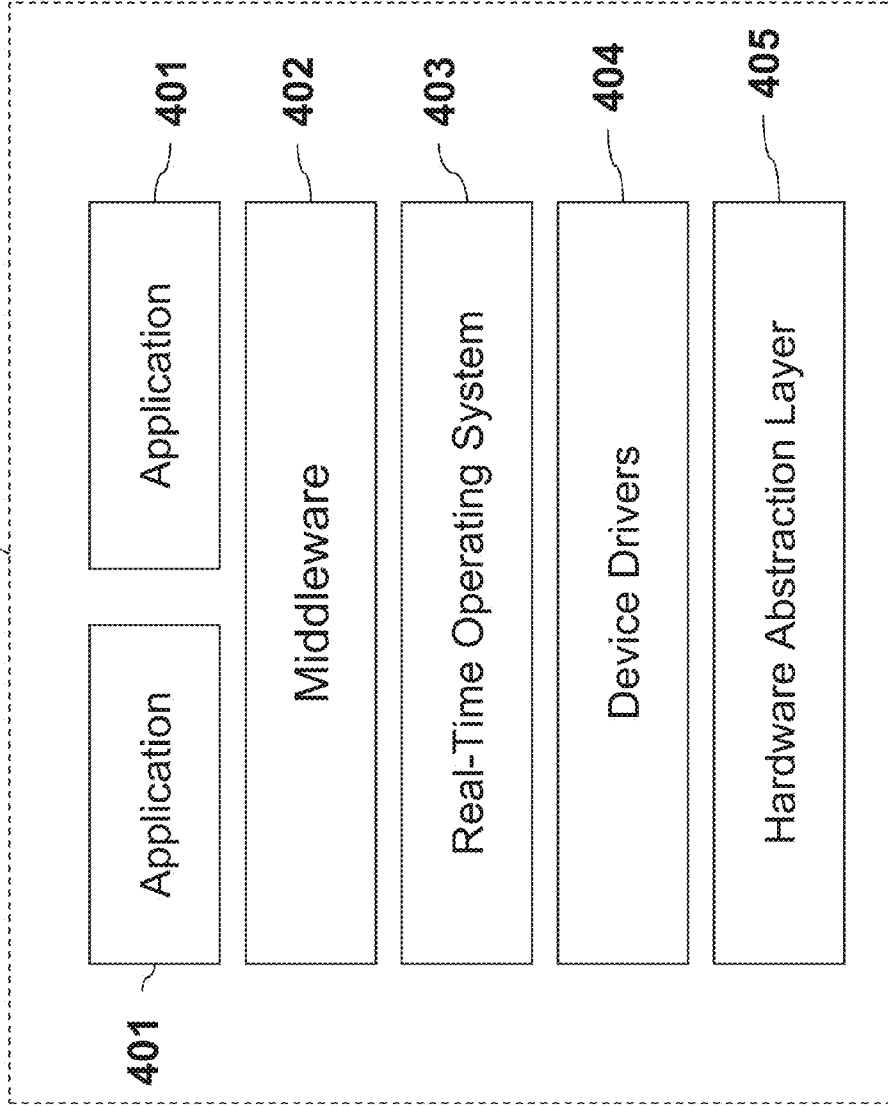 401
Application
Application
401
Middleware
402
Real-Time Operating System
403
Device Drivers
404
Hardware Abstraction Layer
405